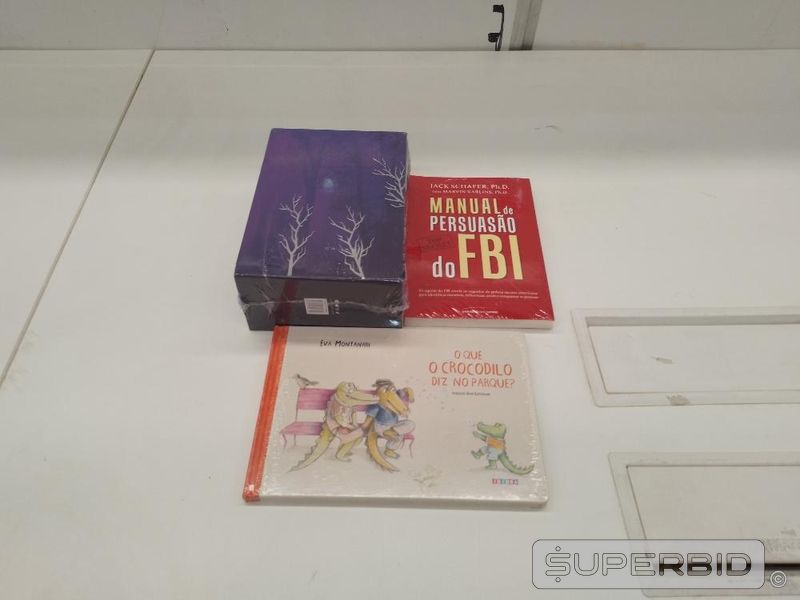 JACK SCHAFER, Ph.D.
com MARVIN KARLINS, Ph.D.
MANUAL de
PERSUASÃO
do FBI
EVA MONTANARI
O QUE
O CROCODILO
DIZ NO PARQUE?
JUJUBA
SUPERBID ©